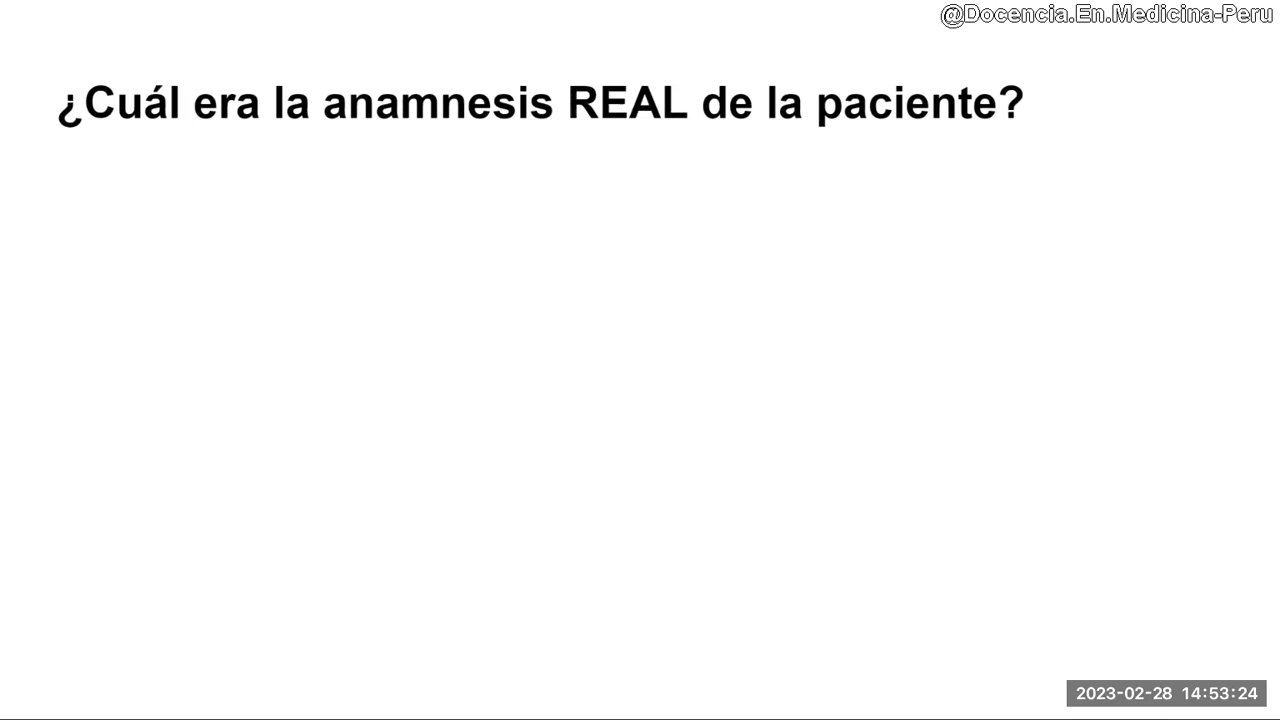 @Docencia.En.Medicina-Peru
¿Cuál era la anamnesis REAL de la paciente?
2023-02-28 14:53:24